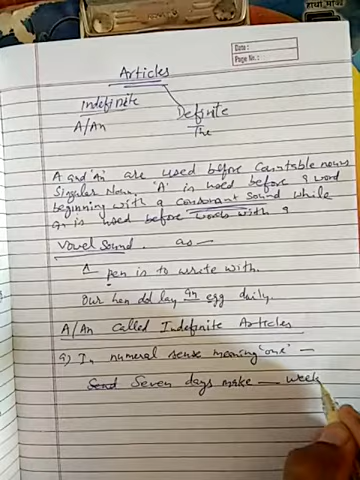 Date :
Page No. :
Articles
Indefinite
Definite
A/An
The
A and 'An' are used before Countable nouns
Singular Noun. 'A' is used before a word
beginning with a consonant sound while
An is used before words with a
Vowel Sound. as —
A pen is to write with.
Our hen did lay an egg daily.
A/An Called Indefinite Articles
a) In numeral sense meaning 'one' —
Seven days make — week